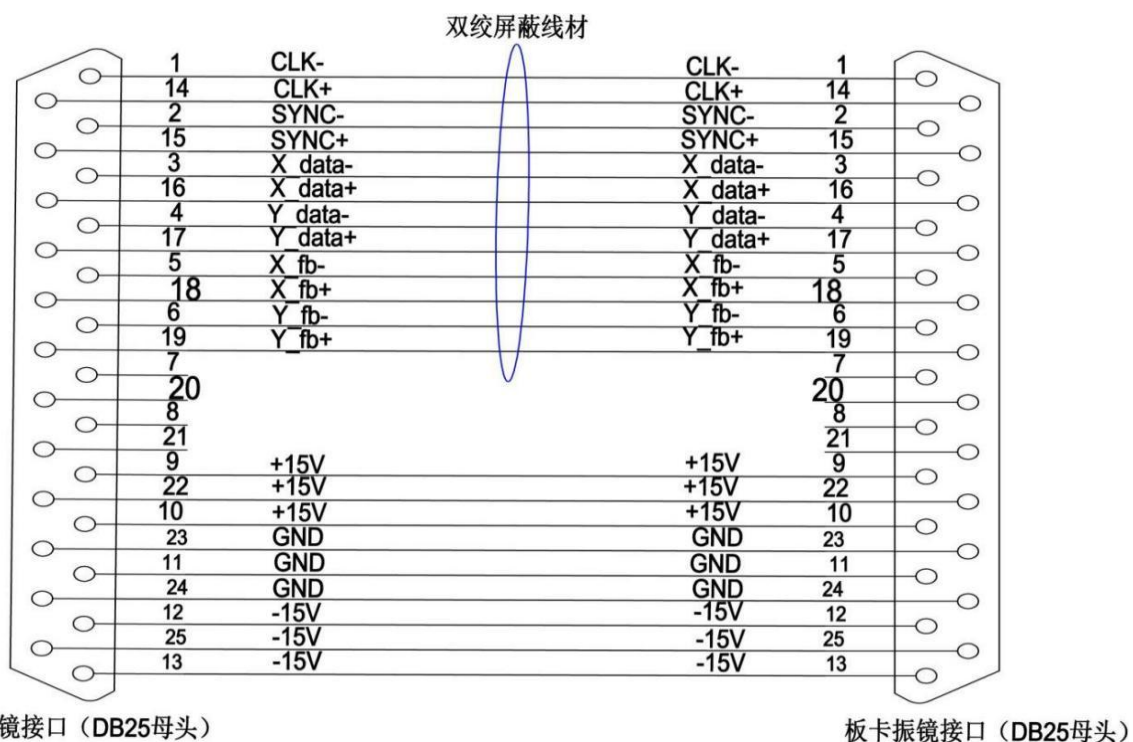 双绞屏蔽线材
1 CLK- CLK- 1
14 CLK+ CLK+ 14
2 SYNC- SYNC- 2
15 SYNC+ SYNC+ 15
3 X_data- X_data- 3
16 X_data+ X_data+ 16
4 Y_data- Y_data- 4
17 Y_data+ Y_data+ 17
5 X_fb- X_fb- 5
18 X_fb+ X_fb+ 18
6 Y_fb- Y_fb- 6
19 Y_fb+ Y_fb+ 19
7 7
20 20
8 8
21 21
9 +15V +15V 9
22 +15V +15V 22
10 +15V +15V 10
23 GND GND 23
11 GND GND 11
24 GND GND 24
12 -15V -15V 12
25 -15V -15V 25
13 -15V -15V 13
镜接口（DB25母头） 板卡振镜接口（DB25母头）